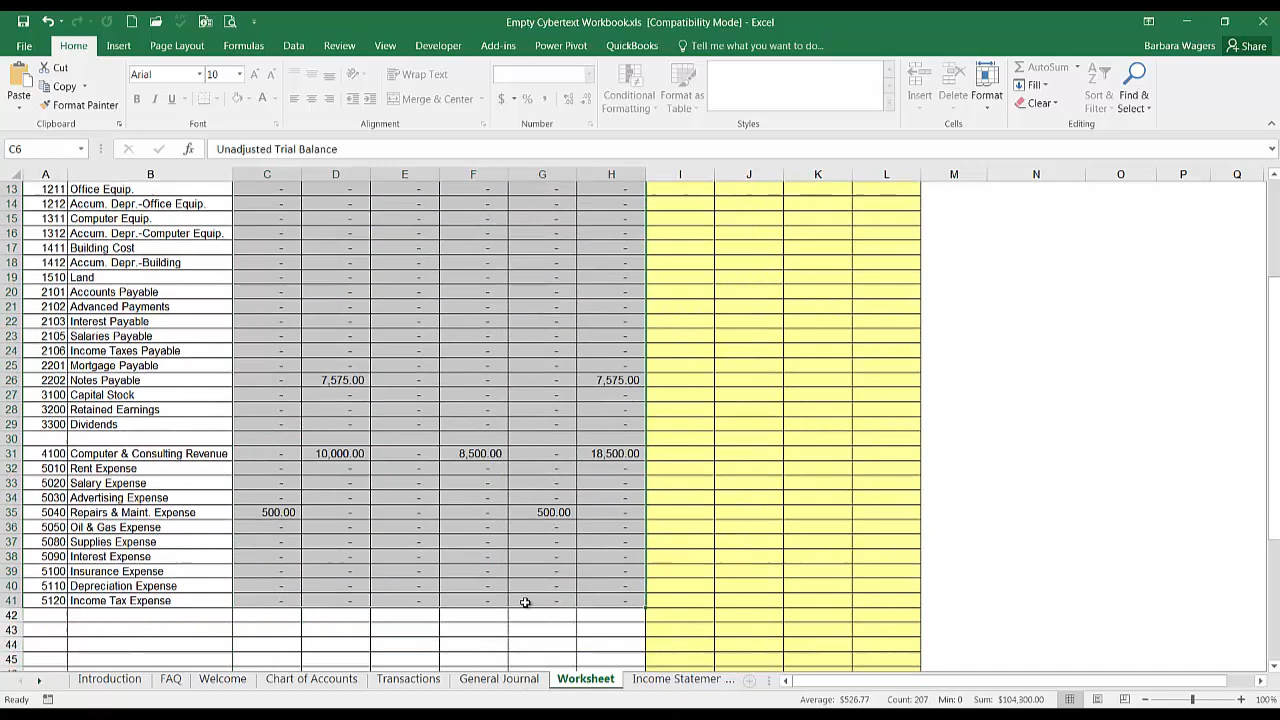 Empty Cybertext Workbook.xls [Compatibility Mode] - Excel
File Home Insert Page Layout Formulas Data Review View Developer Add-ins Power Pivot QuickBooks Tell me what you want to do... Barbara Wagers Share
Paste
Cut
Copy
Format Painter
Clipboard
Arial 10
B I U
Font
Wrap Text
Merge & Center
Alignment
$ % ,
Number
Conditional Formatting
Format as Table
Styles
Insert Delete Format
Cells
AutoSum
Fill
Clear
Sort & Filter
Find & Select
Editing
C6 fx Unadjusted Trial Balance
A B C D E F G H I J K L M N O P Q
13 1211 Office Equip. - - - - - -
14 1212 Accum. Depr.-Office Equip. - - - - - -
15 1311 Computer Equip. - - - - - -
16 1312 Accum. Depr.-Computer Equip. - - - - - -
17 1411 Building Cost - - - - - -
18 1412 Accum. Depr.-Building - - - - - -
19 1510 Land - - - - - -
20 2101 Accounts Payable - - - - - -
21 2102 Advanced Payments - - - - - -
22 2103 Interest Payable - - - - - -
23 2105 Salaries Payable - - - - - -
24 2106 Income Taxes Payable - - - - - -
25 2201 Mortgage Payable - - - - - -
26 2202 Notes Payable - 7,575.00 - - - 7,575.00
27 3100 Capital Stock - - - - - -
28 3200 Retained Earnings - - - - - -
29 3300 Dividends - - - - - -
30
31 4100 Computer & Consulting Revenue - 10,000.00 - 8,500.00 - 18,500.00
32 5010 Rent Expense - - - - - -
33 5020 Salary Expense - - - - - -
34 5030 Advertising Expense - - - - - -
35 5040 Repairs & Maint. Expense 500.00 - - - 500.00 -
36 5050 Oil & Gas Expense - - - - - -
37 5080 Supplies Expense - - - - - -
38 5090 Interest Expense - - - - - -
39 5100 Insurance Expense - - - - - -
40 5110 Depreciation Expense - - - - - -
41 5120 Income Tax Expense - - - - - -
42
43
44
45
Introduction FAQ Welcome Chart of Accounts Transactions General Journal Worksheet Income Statemer ...
Ready Average: $526.77 Count: 207 Min: 0 Sum: $104,300.00 100%